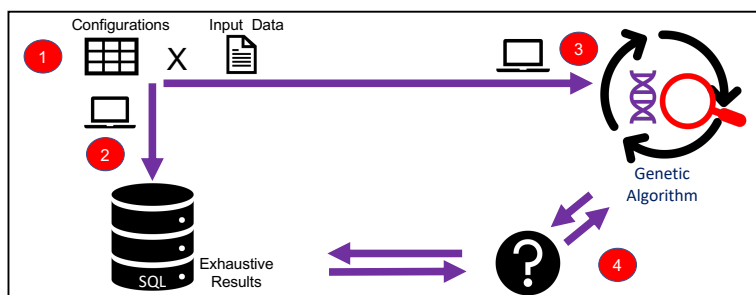 Configurations
Input Data
1
X
3
2
Genetic
Algorithm
SQL
Exhaustive
Results
?
4